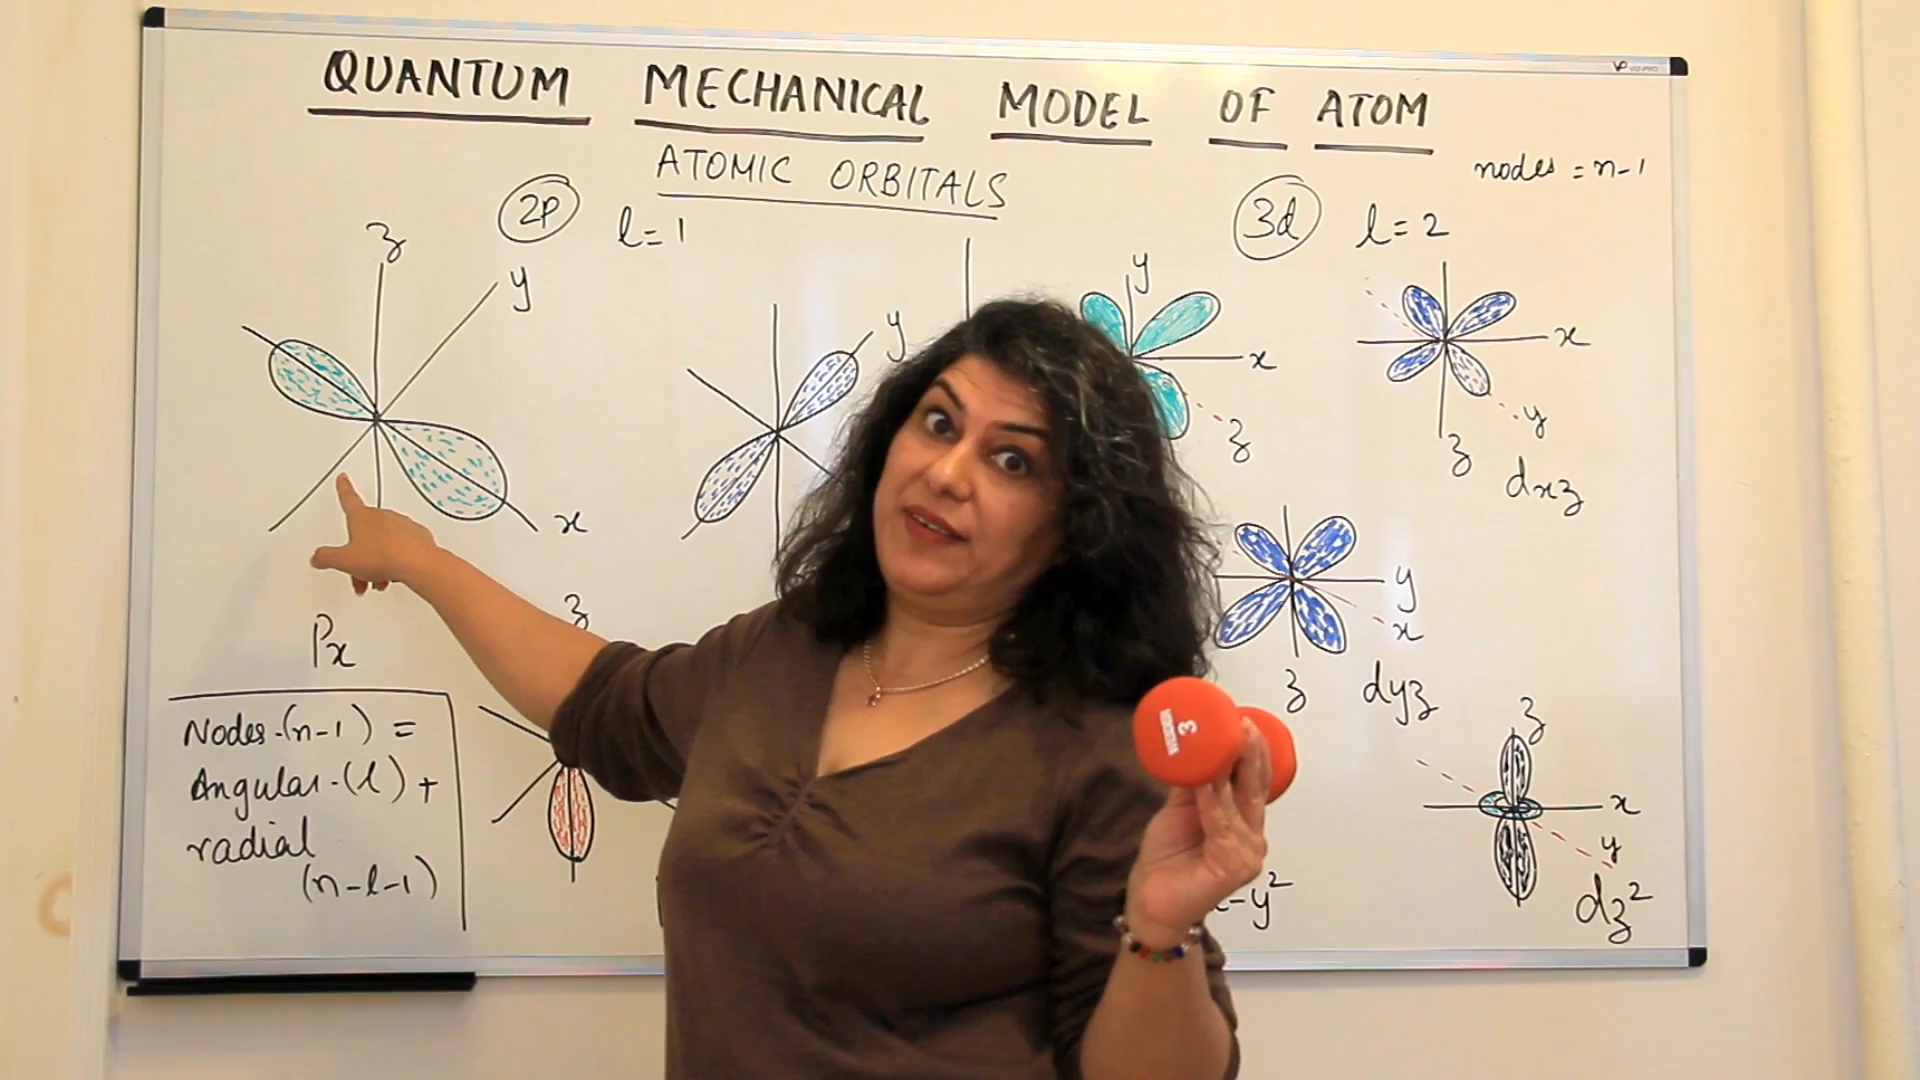 QUANTUM MECHANICAL MODEL OF ATOM
ATOMIC ORBITALS
nodes = n-1
2p l=1
3d l=2
z
y
x
Px
y
z
y
x
z
x
y
z
dxz
y
x
z
dyz
z
x
y
dz²
-y²
Nodes-(n-1) =
Angular-(l) +
radial
(n-l-1)
3